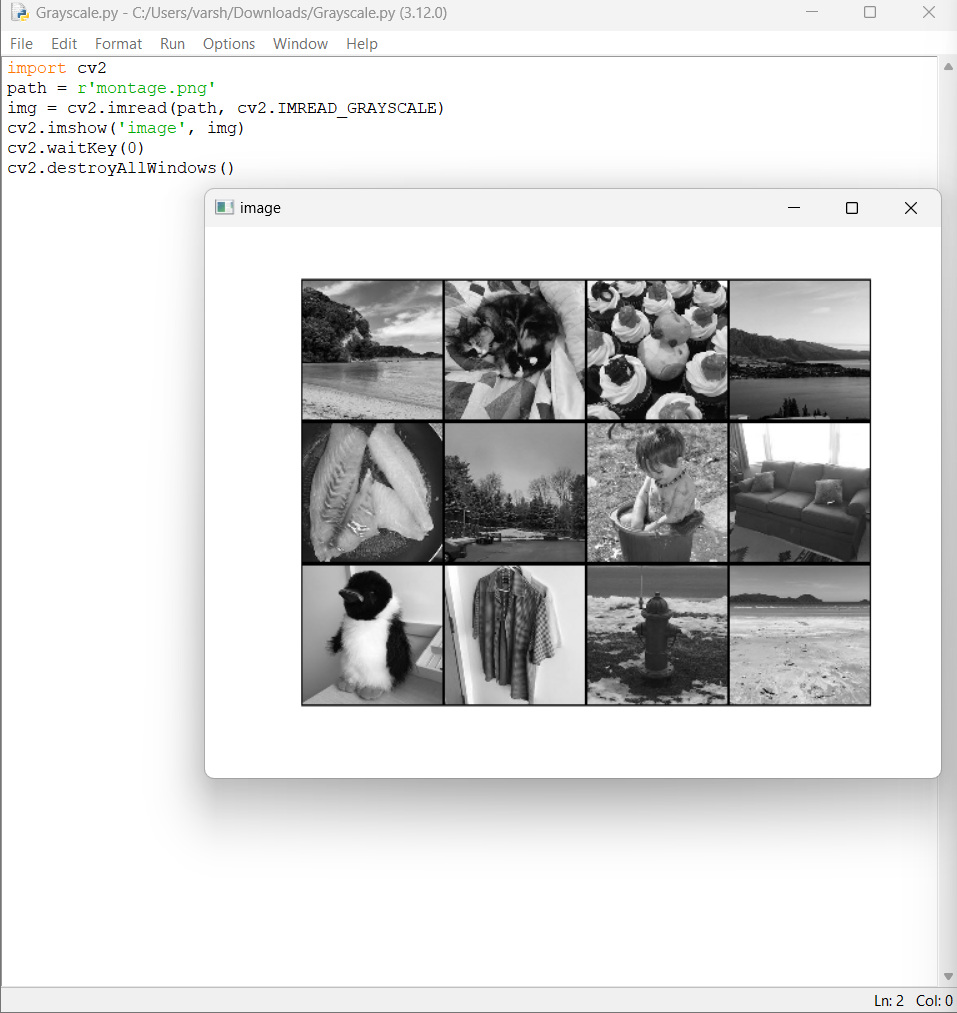 Grayscale.py - C:/Users/varsh/Downloads/Grayscale.py (3.12.0)
File Edit Format Run Options Window Help
import cv2
path = r'montage.png'
img = cv2.imread(path, cv2.IMREAD_GRAYSCALE)
cv2.imshow('image', img)
cv2.waitKey(0)
cv2.destroyAllWindows()
image
Ln: 2 Col: 0